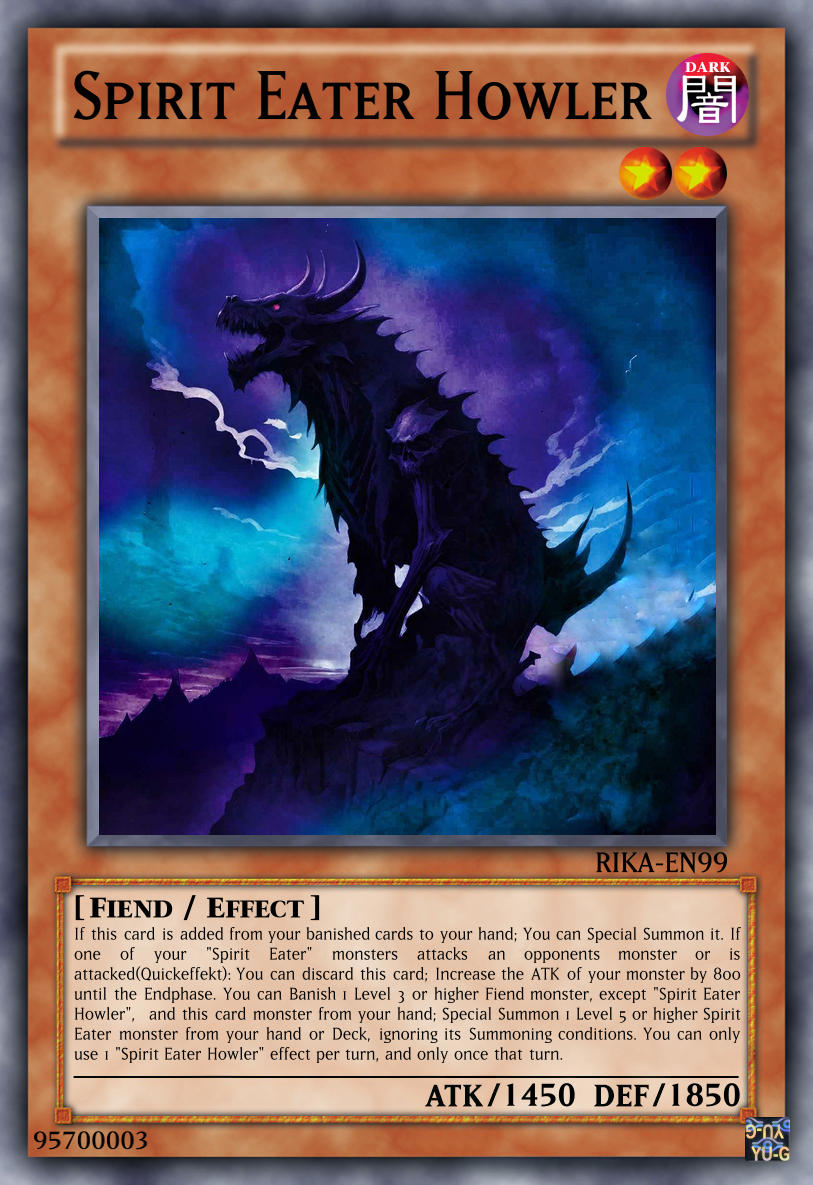 Spirit Eater Howler
DARK
闇
RIKA-EN99
[ Fiend / Effect ]
If this card is added from your banished cards to your hand; You can Special Summon it. If
one of your "Spirit Eater" monsters attacks an opponents monster or is
attacked(Quickeffekt): You can discard this card; Increase the ATK of your monster by 800
until the Endphase. You can Banish 1 Level 3 or higher Fiend monster, except "Spirit Eater
Howler", and this card monster from your hand; Special Summon 1 Level 5 or higher Spirit
Eater monster from your hand or Deck, ignoring its Summoning conditions. You can only
use 1 "Spirit Eater Howler" effect per turn, and only once that turn.
ATK/1450 DEF/1850
95700003
YU-G
YU-G